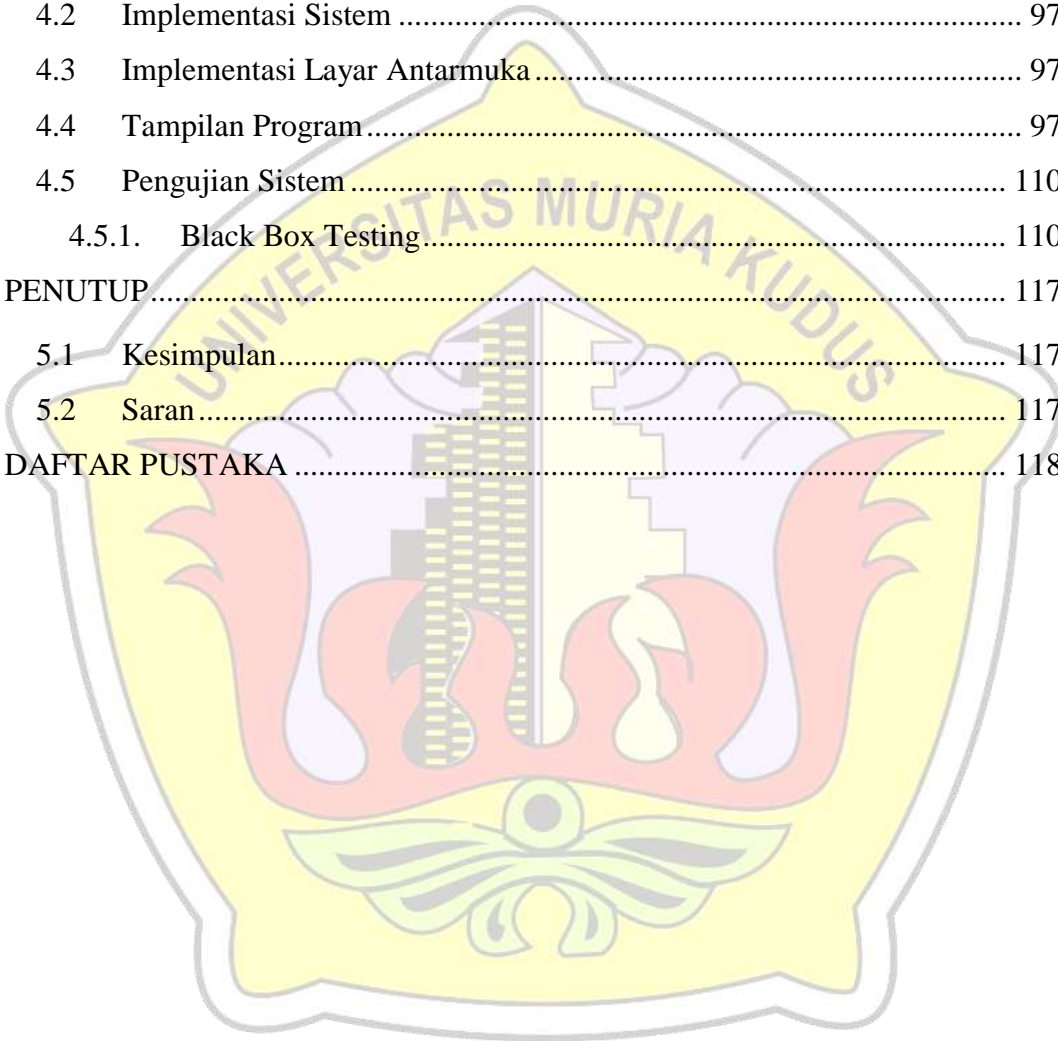 4.2 Implementasi Sistem ........................................................................... 97
4.3 Implementasi Layar Antarmuka ........................................................... 97
4.4 Tampilan Program ............................................................................... 97
4.5 Pengujian Sistem ................................................................................ 110
4.5.1. Black Box Testing ....................................................................... 110
PENUTUP ...................................................................................................... 117
5.1 Kesimpulan ........................................................................................ 117
5.2 Saran .................................................................................................. 117
DAFTAR PUSTAKA ..................................................................................... 118
UNIVERSITAS MURIA KUDUS